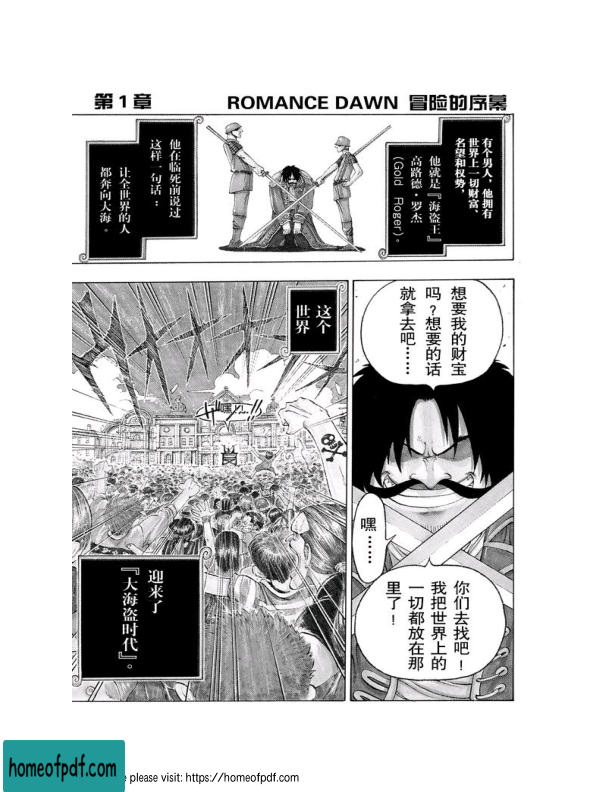 第1章 ROMANCE DAWN 冒险的序幕
有个男人，他拥有
世界上一切财富、
名望和权势，
他就是『海盗王』
高路德・罗杰
(Gold Roger)。
他在临死前说过
这样一句话：
让全世界的人
都奔向大海。
想要我的财宝
吗？想要的话
就拿去吧……
嘿……
你们去找吧！
我把世界上的
一切都放在那
里了！
这个
世界
嘿
迎来了
『大海盗时代』。
homeofpdf.com
e please visit: https://homeofpdf.com